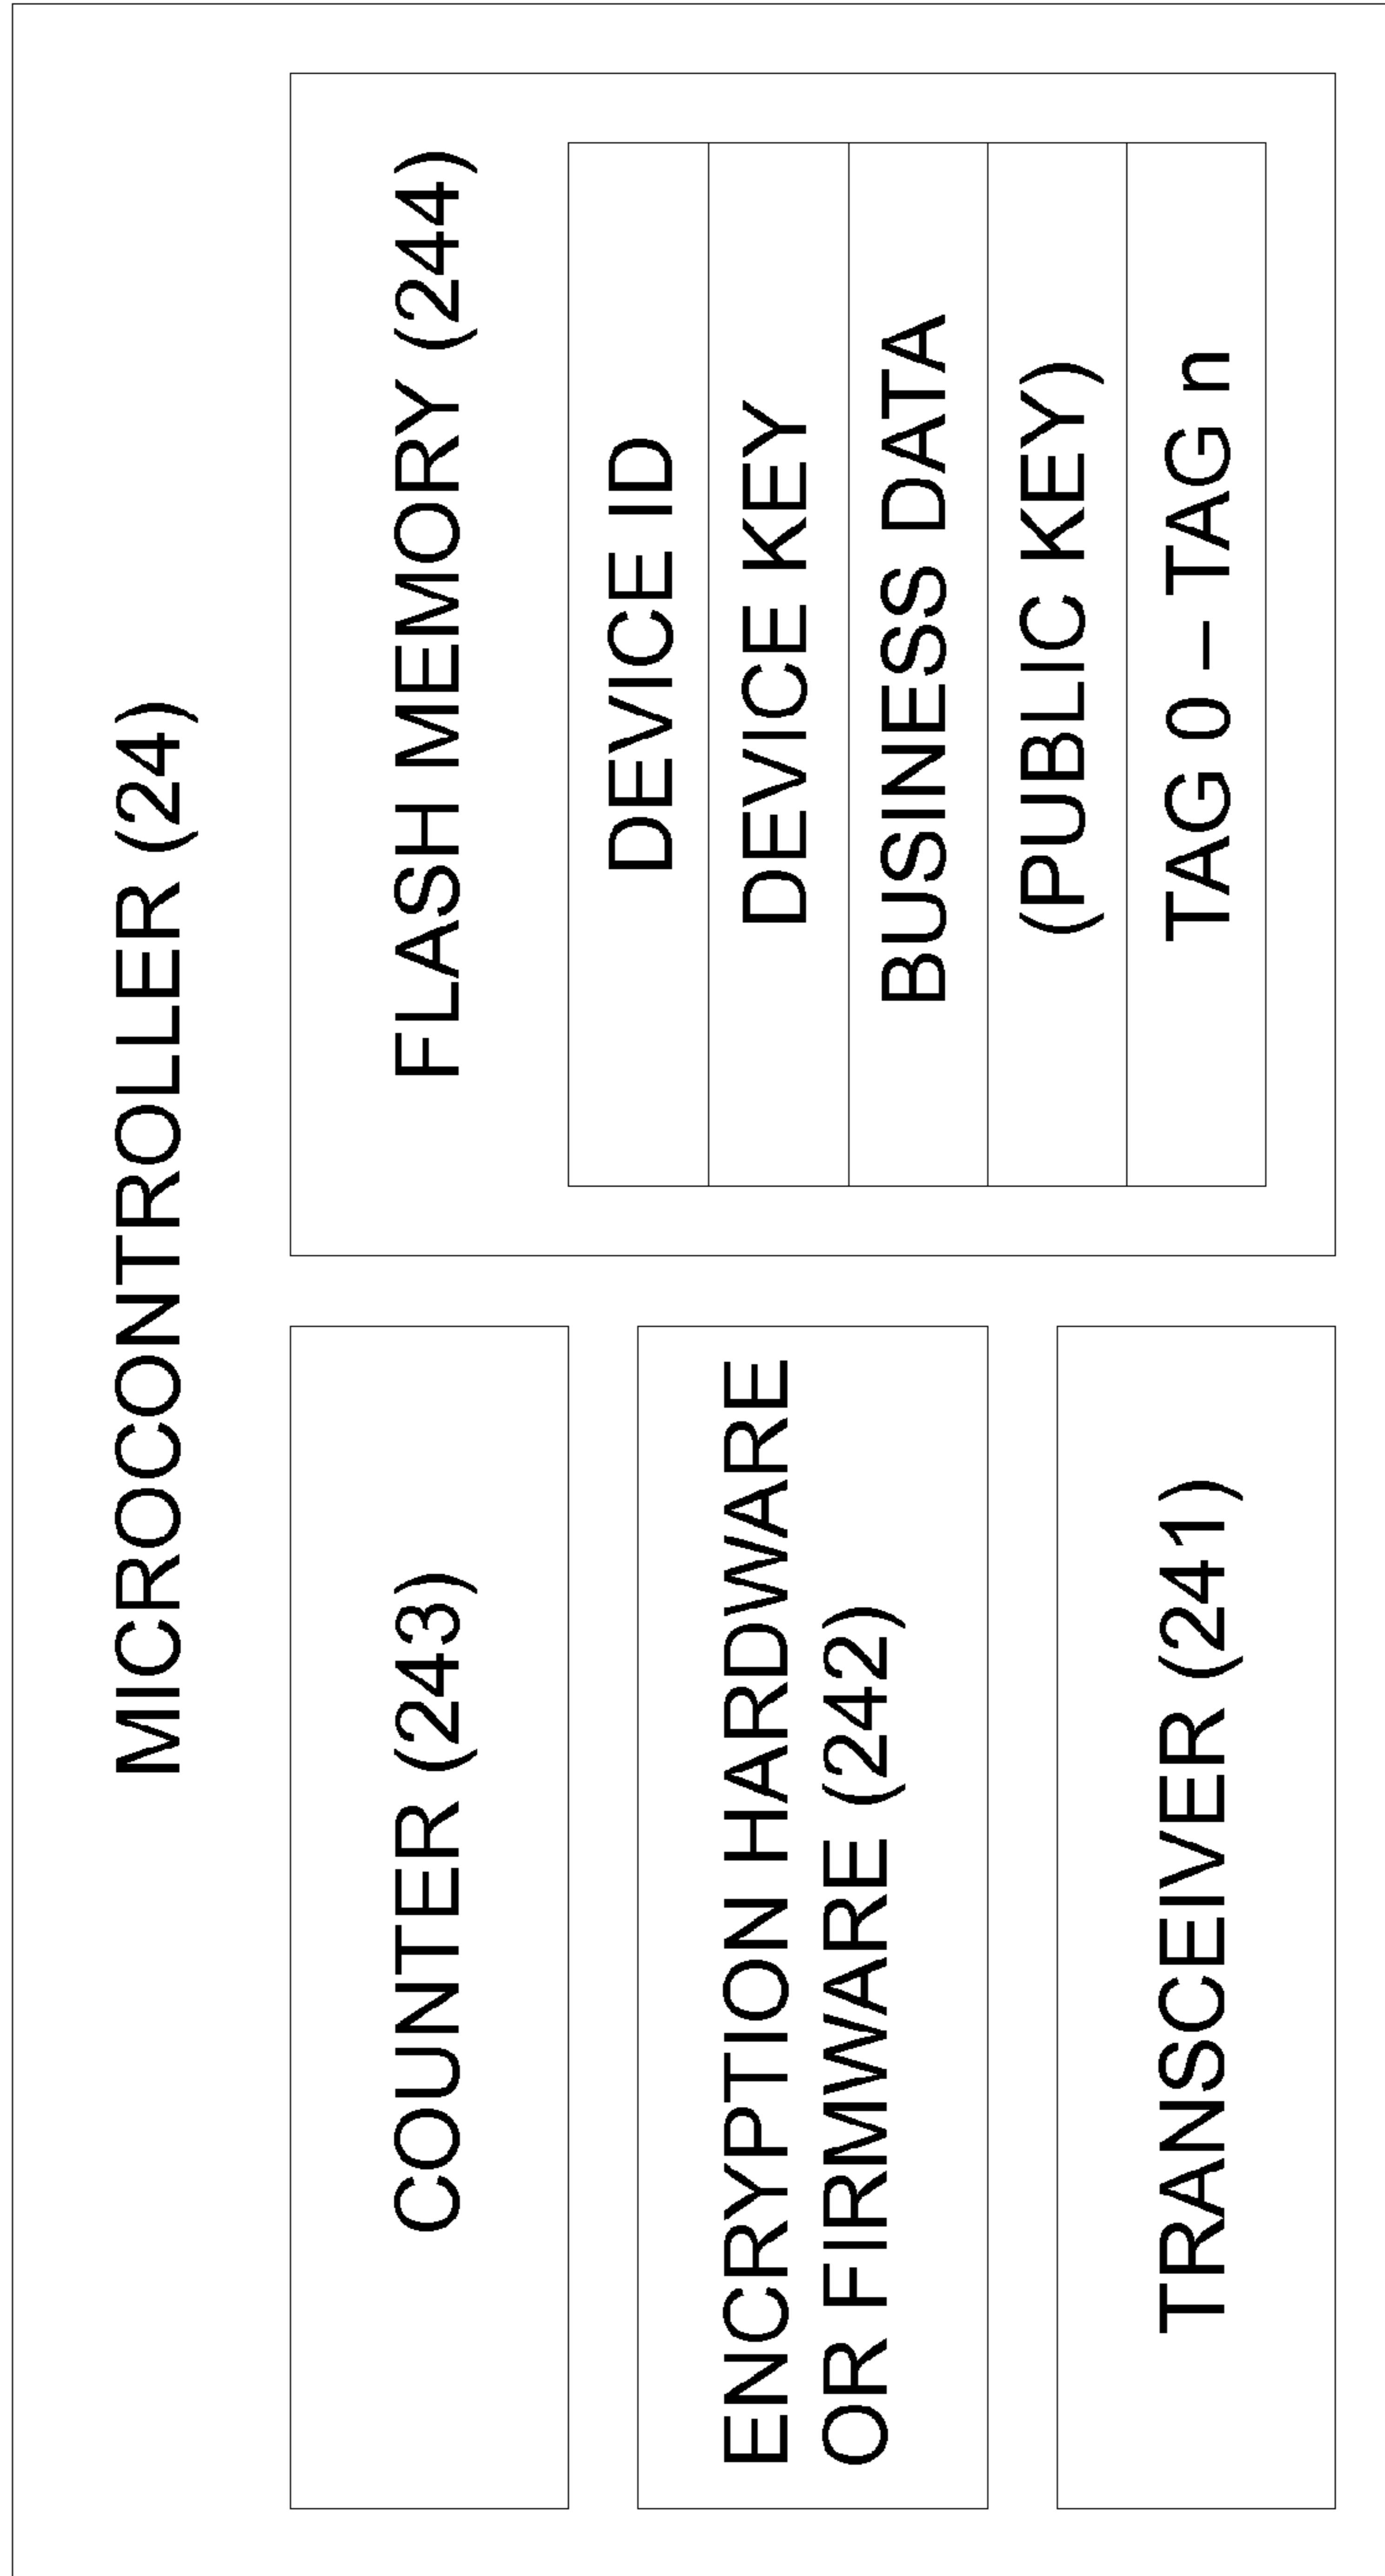 MICROCONTROLLER (24)
COUNTER (243)
ENCRYPTION HARDWARE
OR FIRMWARE (242)
TRANSCEIVER (241)
FLASH MEMORY (244)
DEVICE ID
DEVICE KEY
BUSINESS DATA
(PUBLIC KEY)
TAG 0 – TAG n